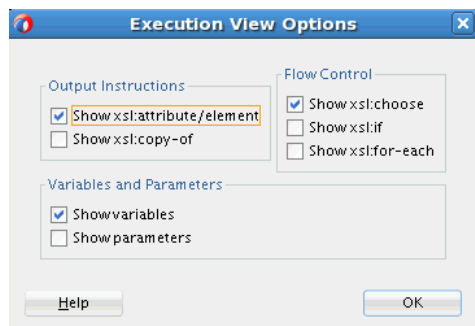 Execution View Options
Output Instructions
Show xsl:attribute/element
Show xsl:copy-of
Flow Control
Show xsl:choose
Show xsl:if
Show xsl:for-each
Variables and Parameters
Show variables
Show parameters
Help
OK